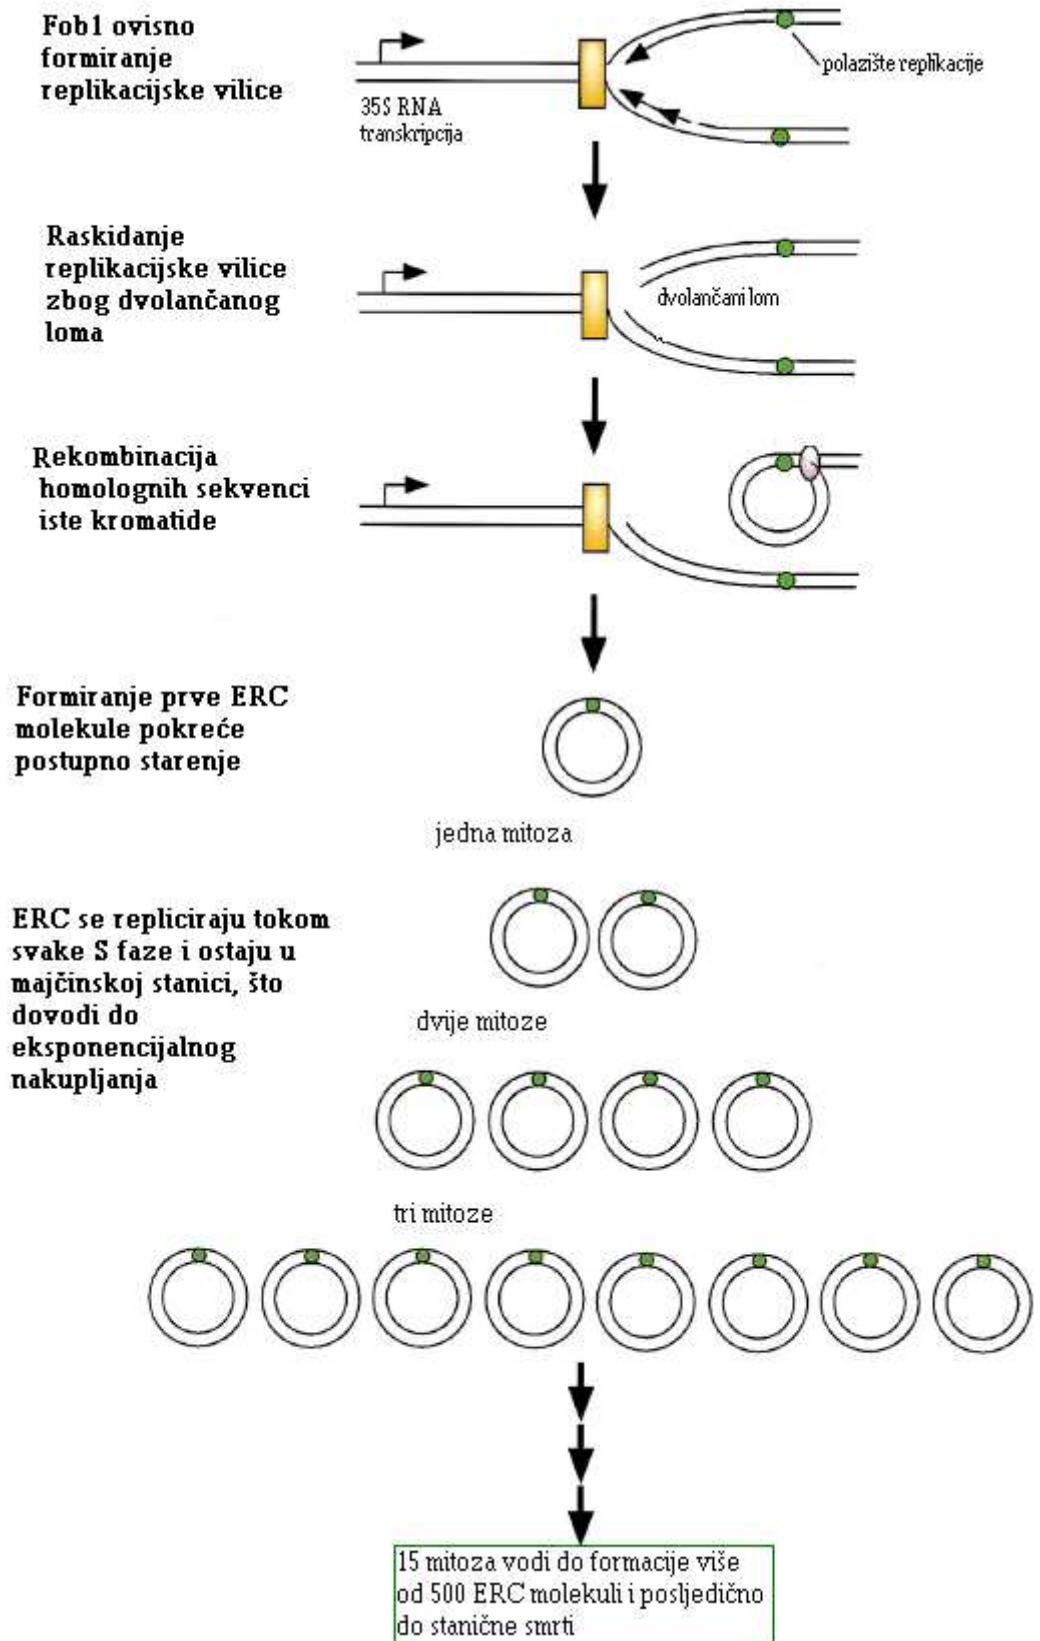 Fob1 ovisno
formiranje
replikacijske vilice
polazište replikacije
35S RNA
transkripcija
Raskidanje
replikacijske vilice
zbog dvolančanog
loma
dvolančani lom
Rekombinacija
homolognih sekvenci
iste kromatide
Formiranje prve ERC
molekule pokreće
postupno starenje
jedna mitoza
ERC se repliciraju tokom
svake S faze i ostaju u
majčinskoj stanici, što
dovodi do
eksponencijalnog
nakupljanja
dvije mitoze
tri mitoze
15 mitoza vodi do formacije više
od 500 ERC molekuli i posljedično
do stanične smrti